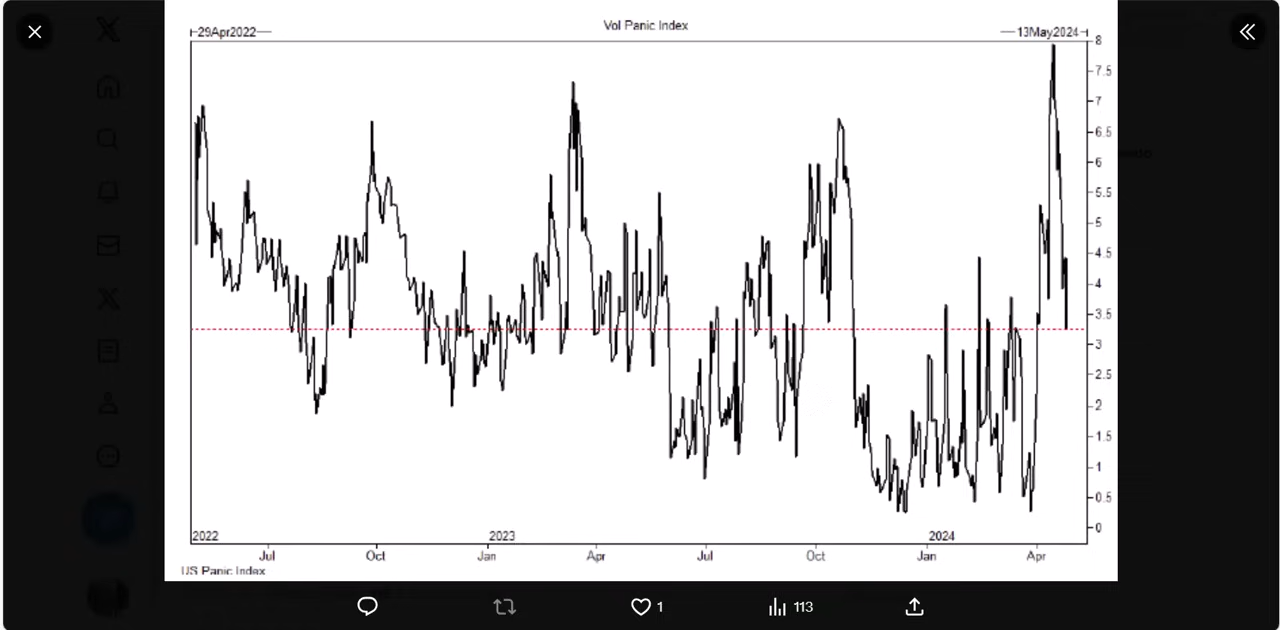 Vol Panic Index
29Apr2022
13May2024
8
7.5
7
6.5
6
5.5
5
4.5
4
3.5
3
2.5
2
1.5
1
0.5
0
2022
2023
2024
Jul
Oct
Jan
Apr
Jul
Oct
Jan
Apr
US Panic Index
1
113